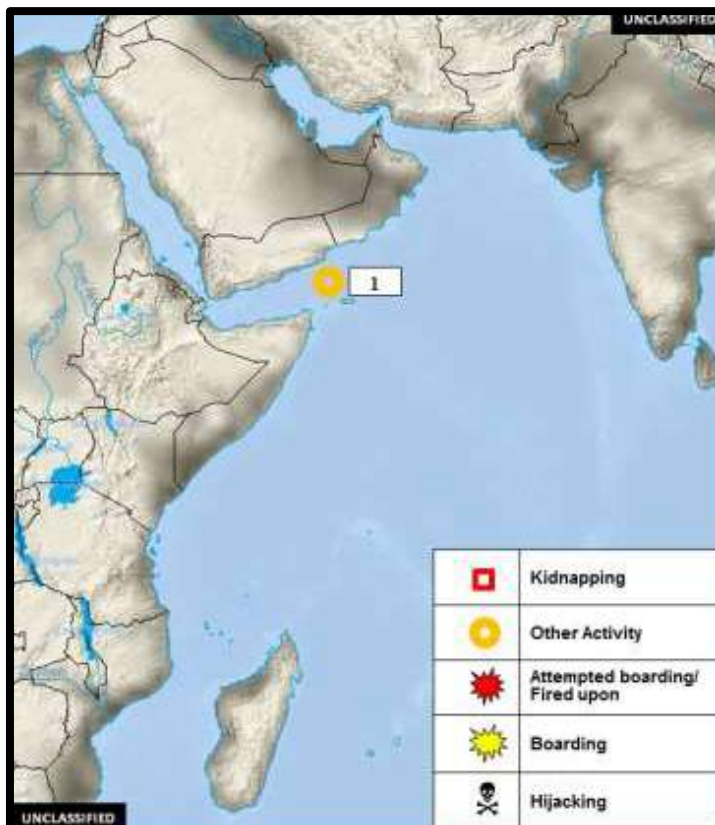 UNCLASSIFIED
1
Kidnapping
Other Activity
Attempted boarding/
Fired upon
Boarding
Hijacking
UNCLASSIFIED